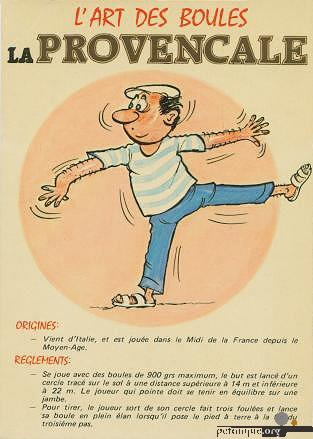 L'ART DES BOULES
LA PROVENCALE
ORIGINES:
— Vient d'Italie, et est jouée dans le Midi de la France depuis le
Moyen-Age.
REGLEMENTS:
— Se joue avec des boules de 900 grs maximum, le but est lancé d'un
cercle tracé sur le sol à une distance supérieure à 14 m et inférieure
à 22 m. Le joueur qui pointe doit se tenir en équilibre sur une
jambe.
— Pour tirer, le joueur sort de son cercle fait trois foulées et lance
sa boule en plein élan lorsqu'il pose le pied à terre à la du
troisième pas.
petanque.org